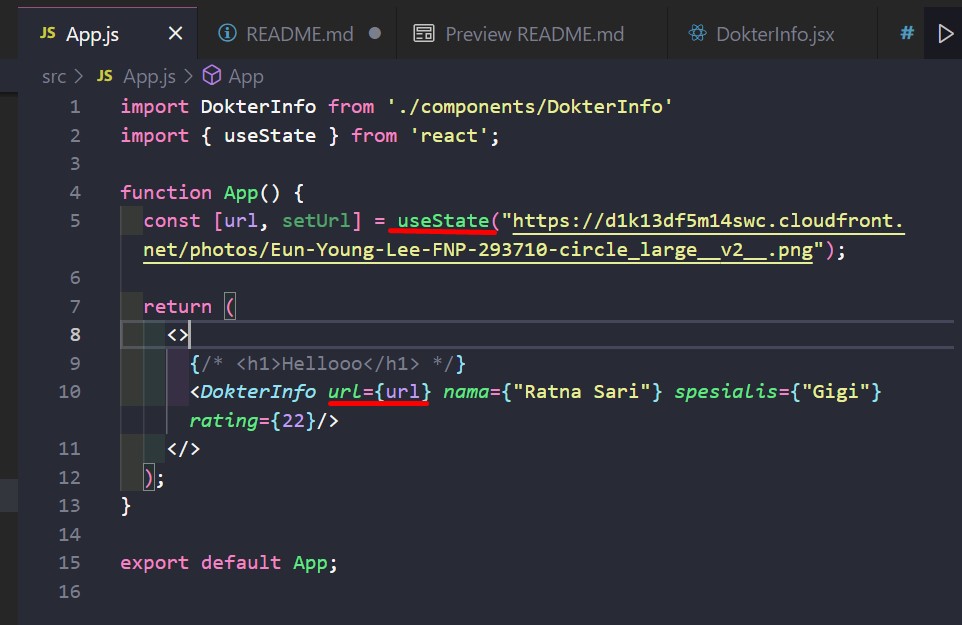 JS App.js × README.md ● Preview README.md DokterInfo.jsx #
src > JS App.js > App
1 import DokterInfo from './components/DokterInfo'
2 import { useState } from 'react';
3
4 function App() {
5 const [url, setUrl] = useState("https://d1k13df5m14swc.cloudfront.
net/photos/Eun-Young-Lee-FNP-293710-circle_large__v2__.png");
6
7 return (
8 <>
9 {/* <h1>Hellooo</h1> */}
10 <DokterInfo url={url} nama={"Ratna Sari"} spesialis={"Gigi"}
rating={22}/>
11 </>
12 );
13 }
14
15 export default App;
16